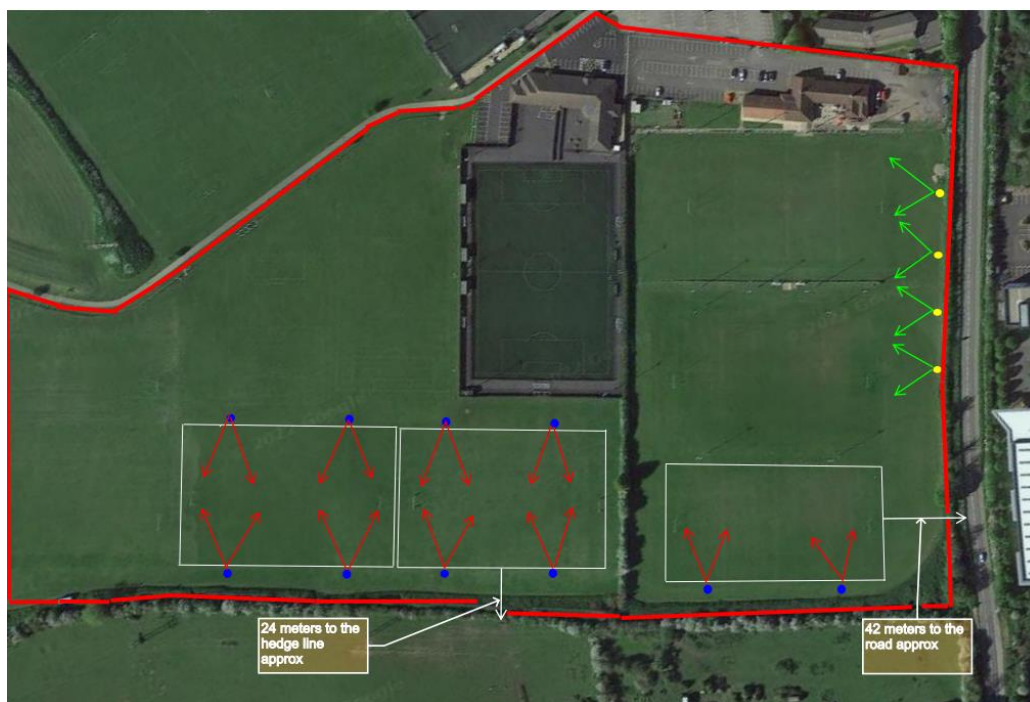 24 meters to the
hedge line
approx
42 meters to the
road approx